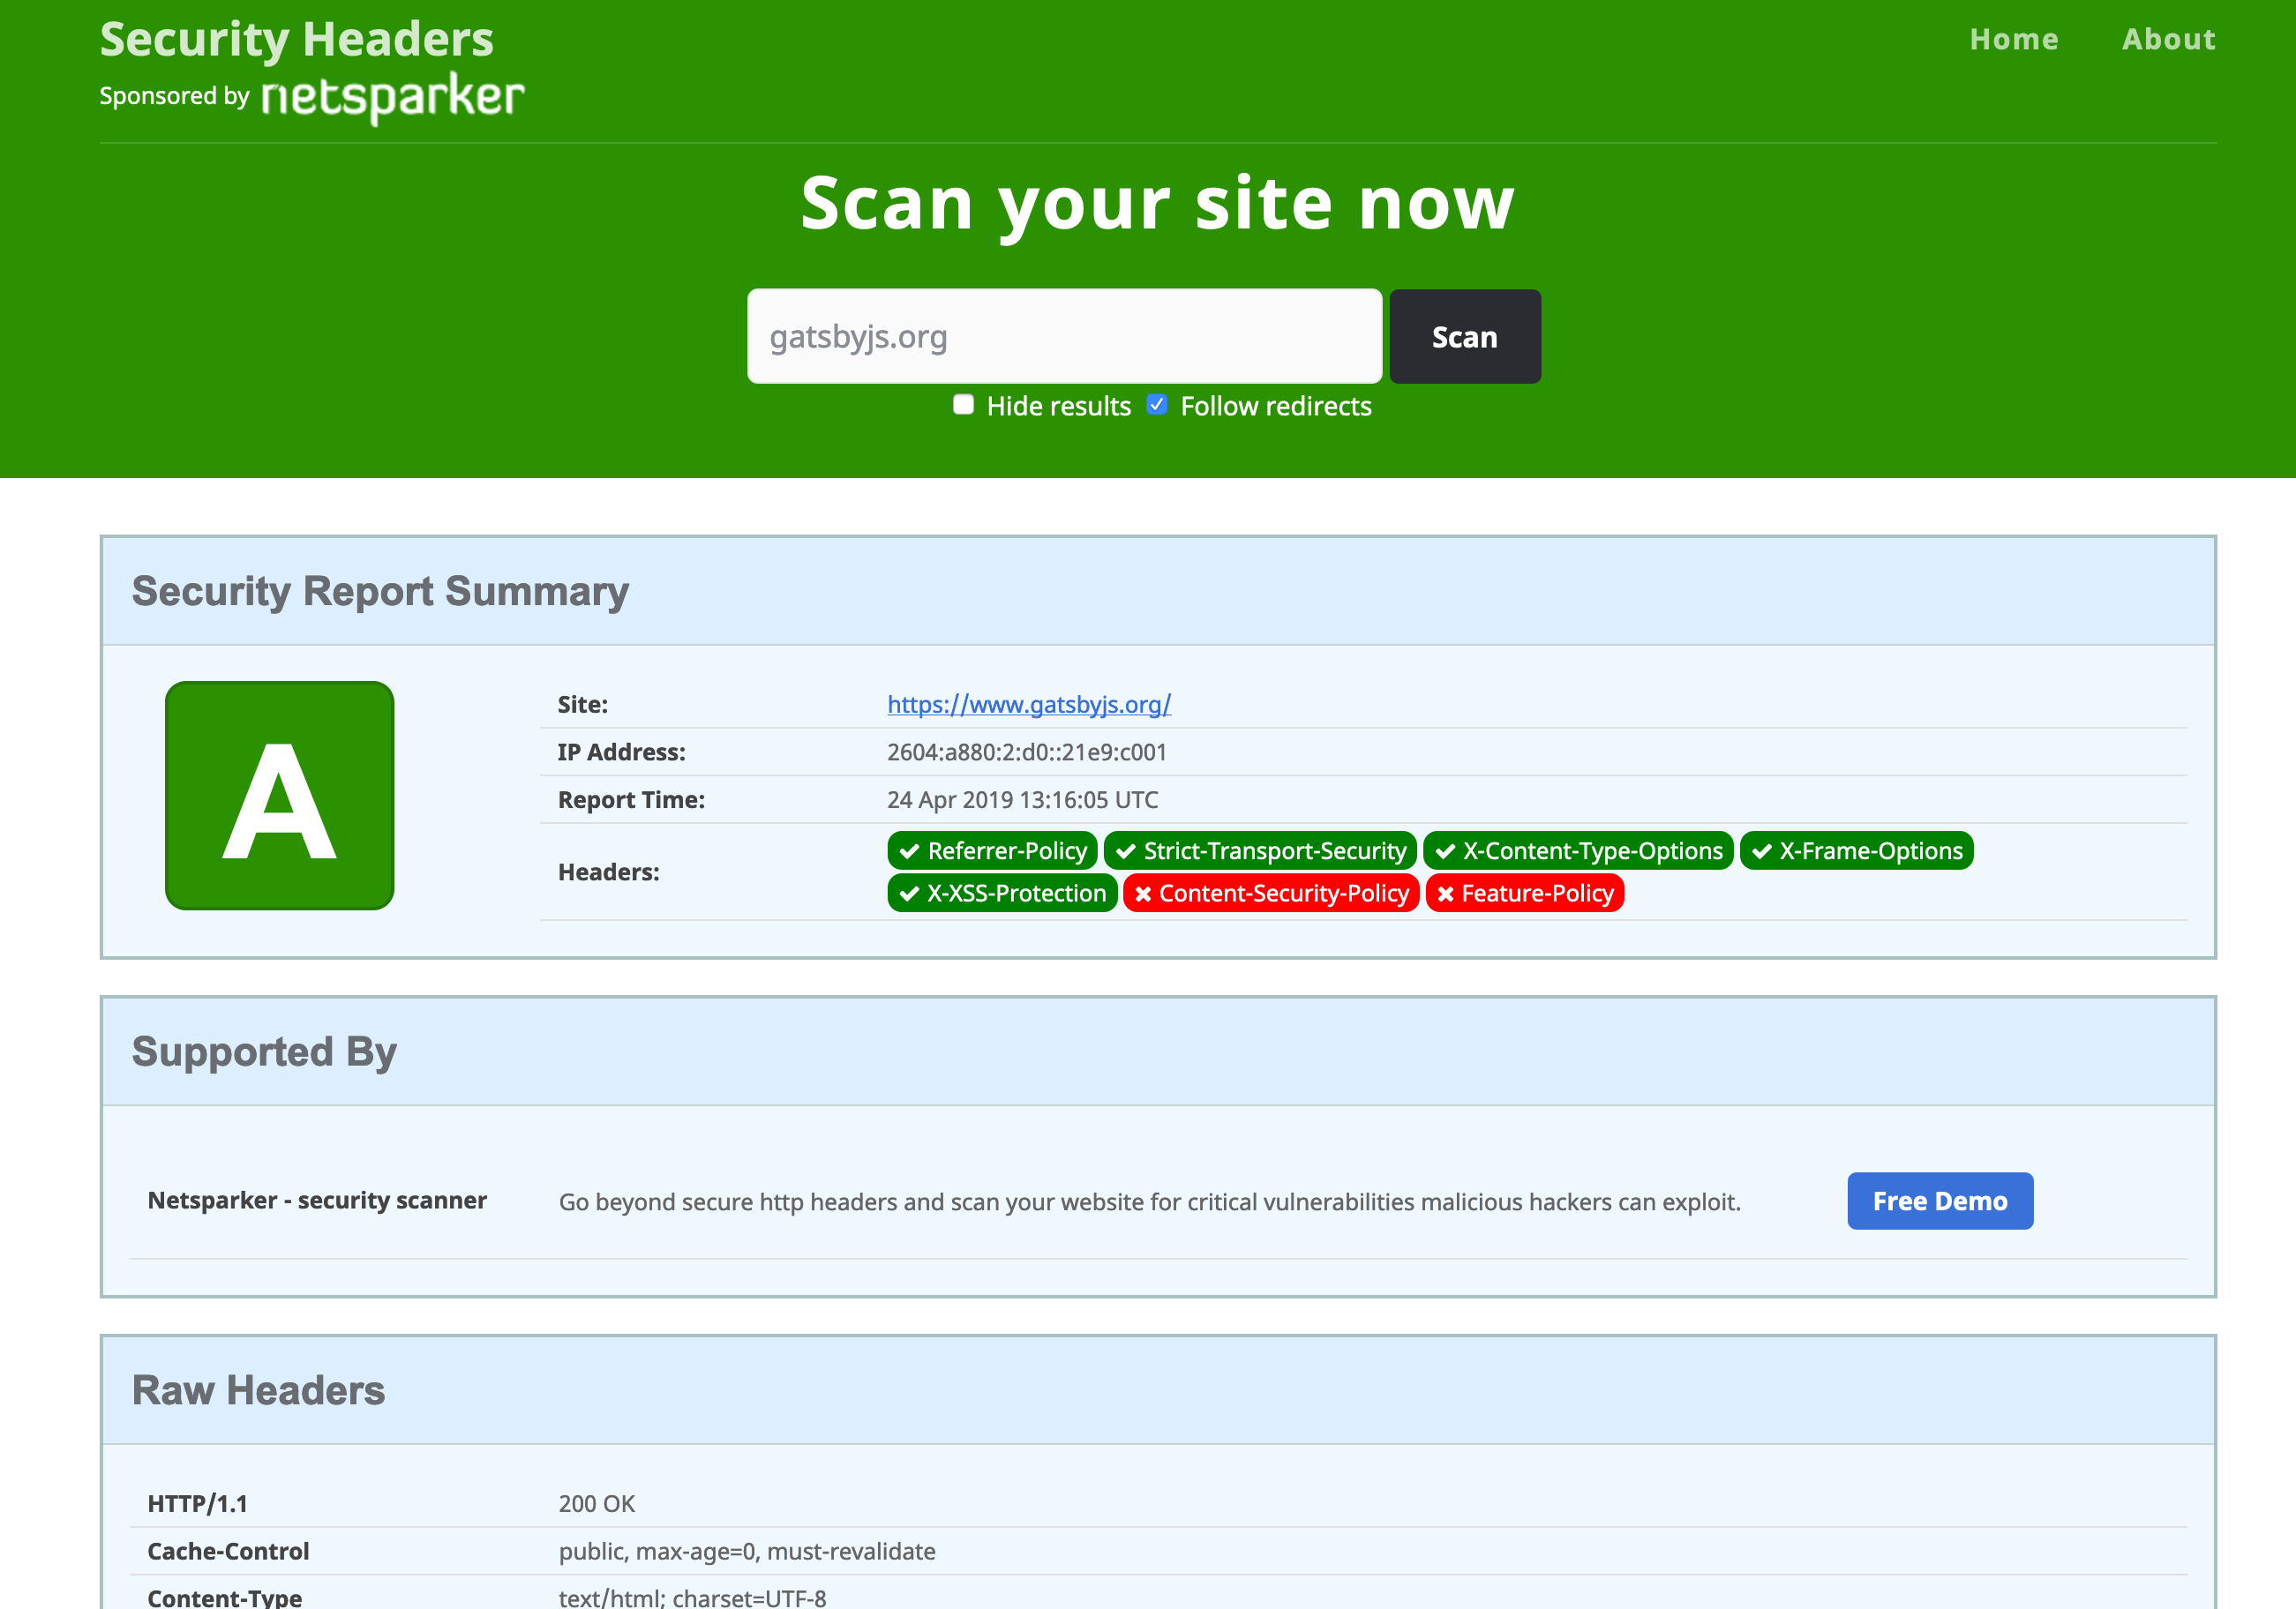 Security Headers
Home About
Sponsored by netsparker
Scan your site now
gatsbyjs.org
Scan
Hide results Follow redirects
Security Report Summary
A
Site: https://www.gatsbyjs.org/
IP Address: 2604:a880:2:d0::21e9:c001
Report Time: 24 Apr 2019 13:16:05 UTC
Headers:
Referrer-Policy Strict-Transport-Security X-Content-Type-Options X-Frame-Options
X-XSS-Protection Content-Security-Policy Feature-Policy
Supported By
Netsparker - security scanner Go beyond secure http headers and scan your website for critical vulnerabilities malicious hackers can exploit. Free Demo
Raw Headers
HTTP/1.1 200 OK
Cache-Control public, max-age=0, must-revalidate
Content-Type text/html; charset=UTF-8